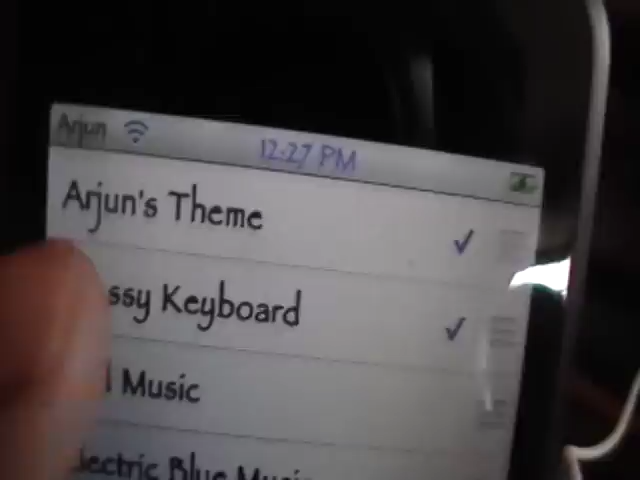 Arjun 12:27 PM
Arjun's Theme
ssy Keyboard
Music
lectric Blue Music